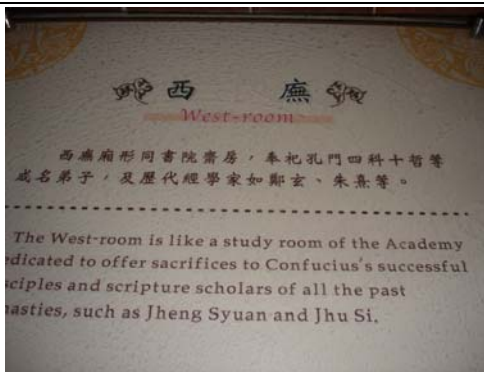 西 廡
West-room
西廡廂形同書院齋房，奉祀孔門四科十哲等
成名弟子，及歷代經學家如鄭玄、朱熹等。
The West-room is like a study room of the Academy
edicated to offer sacrifices to Confucius's successful
sciples and scripture scholars of all the past
nasties, such as Jheng Syuan and Jhu Si.